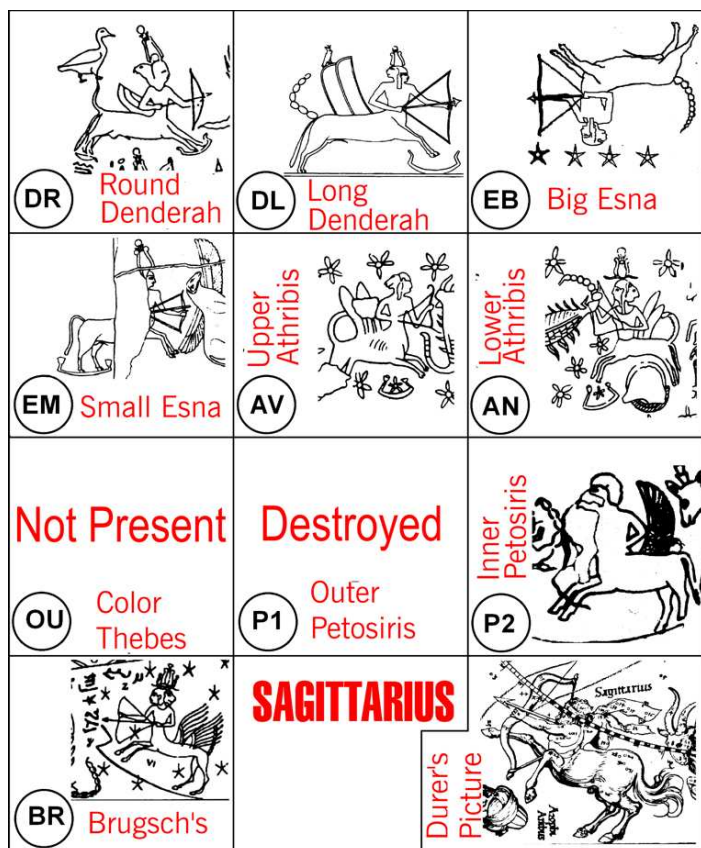 DR
Round
Denderah
DL
Long
Denderah
EB
Big Esna
EM
Small Esna
Upper
Athribis
AV
Lower
Athribis
AN
Not Present
OU
Color
Thebes
Destroyed
P1
Outer
Petosiris
Inner
Petosiris
P2
BR
Brugsch's
VI
SAGITTARIUS
Durer's
Picture
Sagittarius